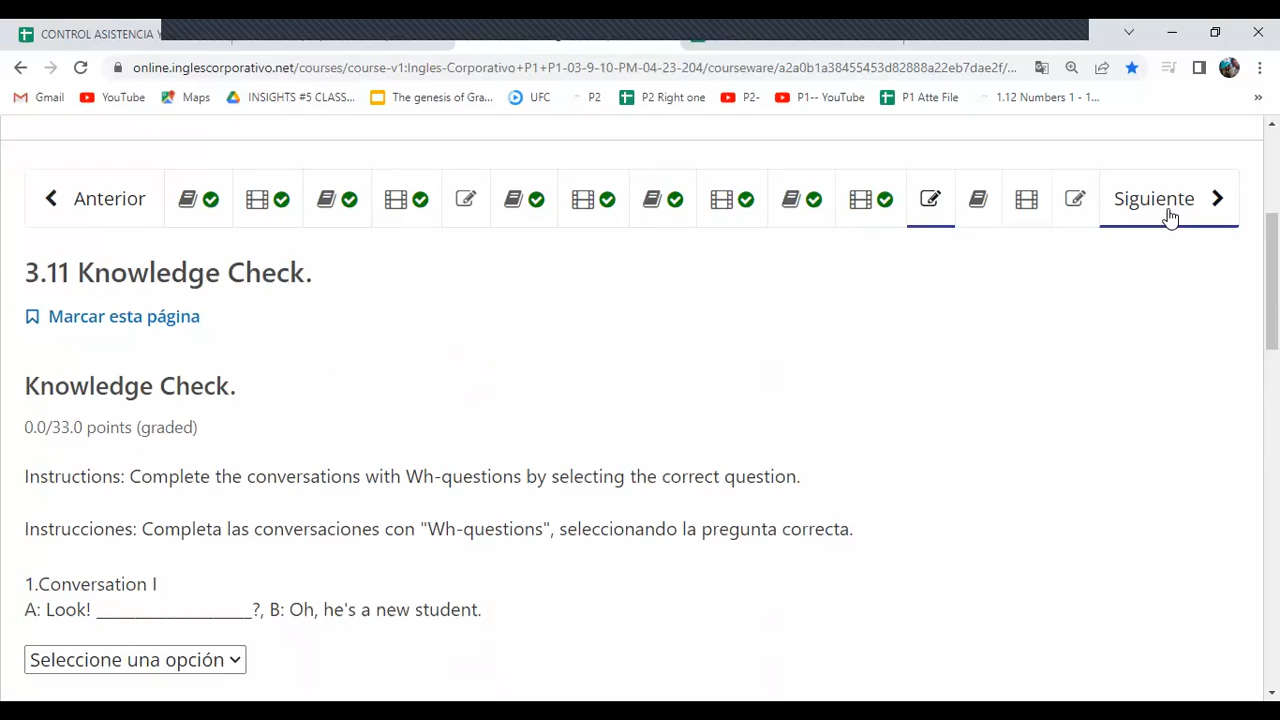 CONTROL ASISTENCIA Y
online.inglescorporativo.net/courses/course-v1:Ingles-Corporativo+P1+P1-03-9-10-PM-04-23-204/courseware/a2a0b1a38455453d82888a22eb7dae2f/...
Gmail YouTube Maps INSIGHTS #5 CLASS... The genesis of Gra... UFC P2 P2 Right one P2- P1-- YouTube P1 Atte File 1.12 Numbers 1 - 1... »
Anterior Siguiente
3.11 Knowledge Check.
Marcar esta página
Knowledge Check.
0.0/33.0 points (graded)
Instructions: Complete the conversations with Wh-questions by selecting the correct question.
Instrucciones: Completa las conversaciones con "Wh-questions", seleccionando la pregunta correcta.
1.Conversation I
A: Look! _________________?, B: Oh, he's a new student.
Seleccione una opción